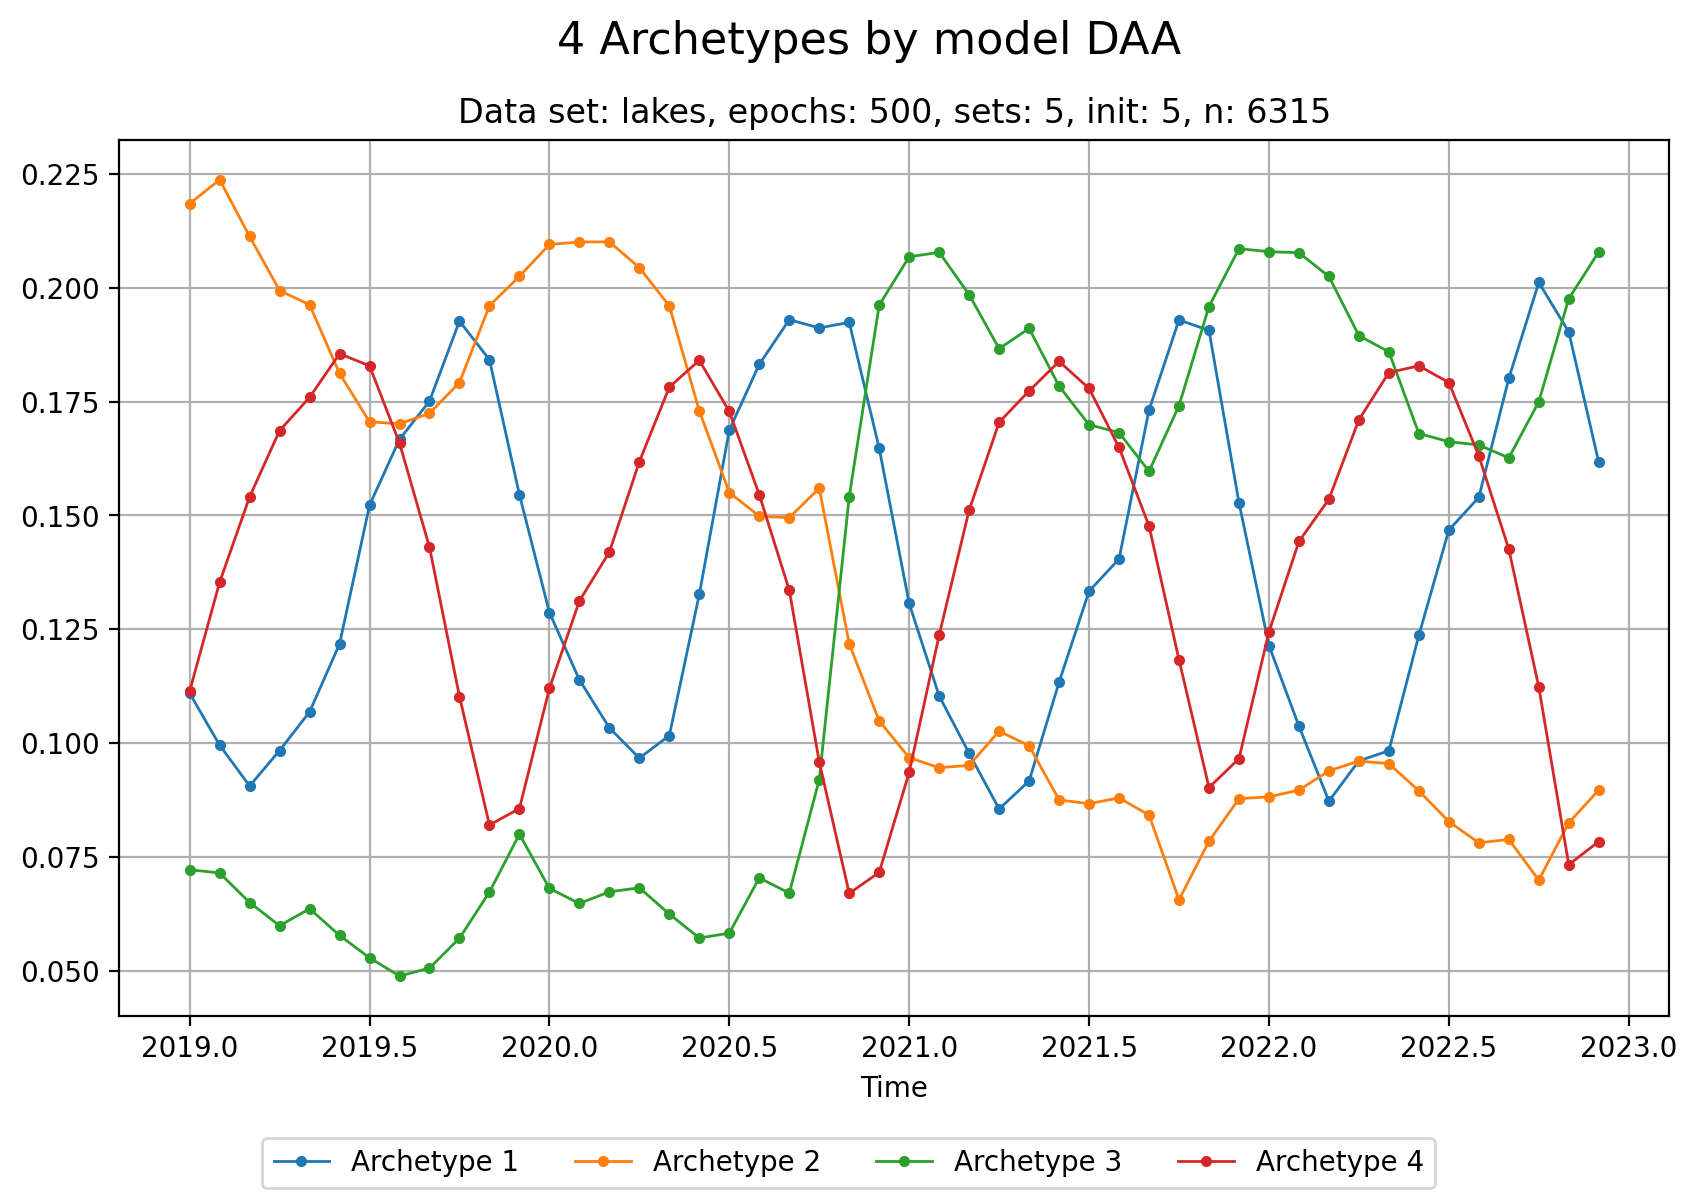 4 Archetypes by model DAA
Data set: lakes, epochs: 500, sets: 5, init: 5, n: 6315
0.225
0.200
0.175
0.150
0.125
0.100
0.075
0.050
2019.0 2019.5 2020.0 2020.5 2021.0 2021.5 2022.0 2022.5 2023.0
Time
Archetype 1 Archetype 2 Archetype 3 Archetype 4